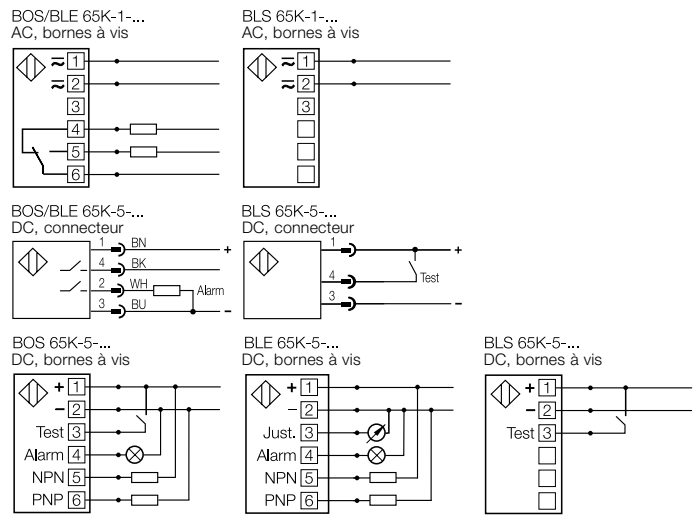 BOS/BLE 65K-1-...
AC, bornes à vis
1
2
3
4
5
6
BLS 65K-1-...
AC, bornes à vis
1
2
3
BOS/BLE 65K-5-...
DC, connecteur
1 BN +
4 BK
2 WH Alarm
3 BU -
BLS 65K-5-...
DC, connecteur
1 +
4 Test
3 -
BOS 65K-5-...
DC, bornes à vis
+ 1
- 2
Test 3
Alarm 4
NPN 5
PNP 6
BLE 65K-5-...
DC, bornes à vis
+ 1
- 2
Just. 3
Alarm 4
NPN 5
PNP 6
BLS 65K-5-...
DC, bornes à vis
+ 1
- 2
Test 3